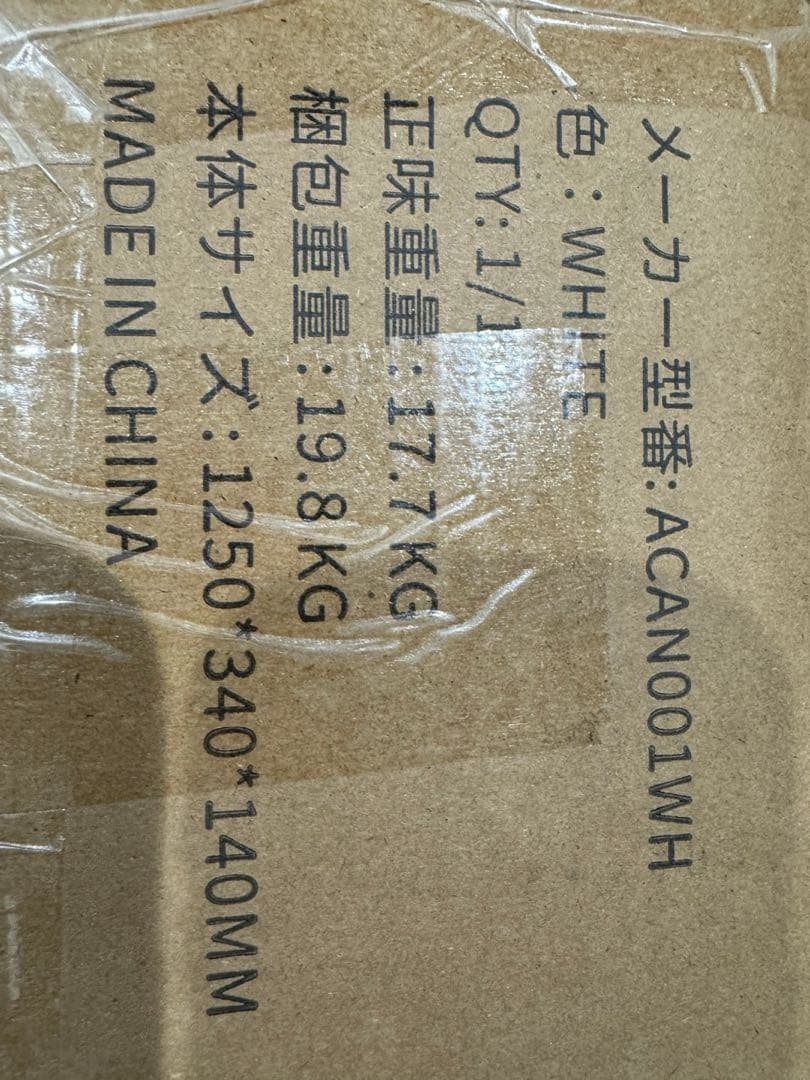 メーカー型番:ACAN001WH
色:WHITE
QTY:1/1
正味重量:17.7KG
梱包重量:19.8KG
本体サイズ:1250*340*140MM
MADE IN CHINA